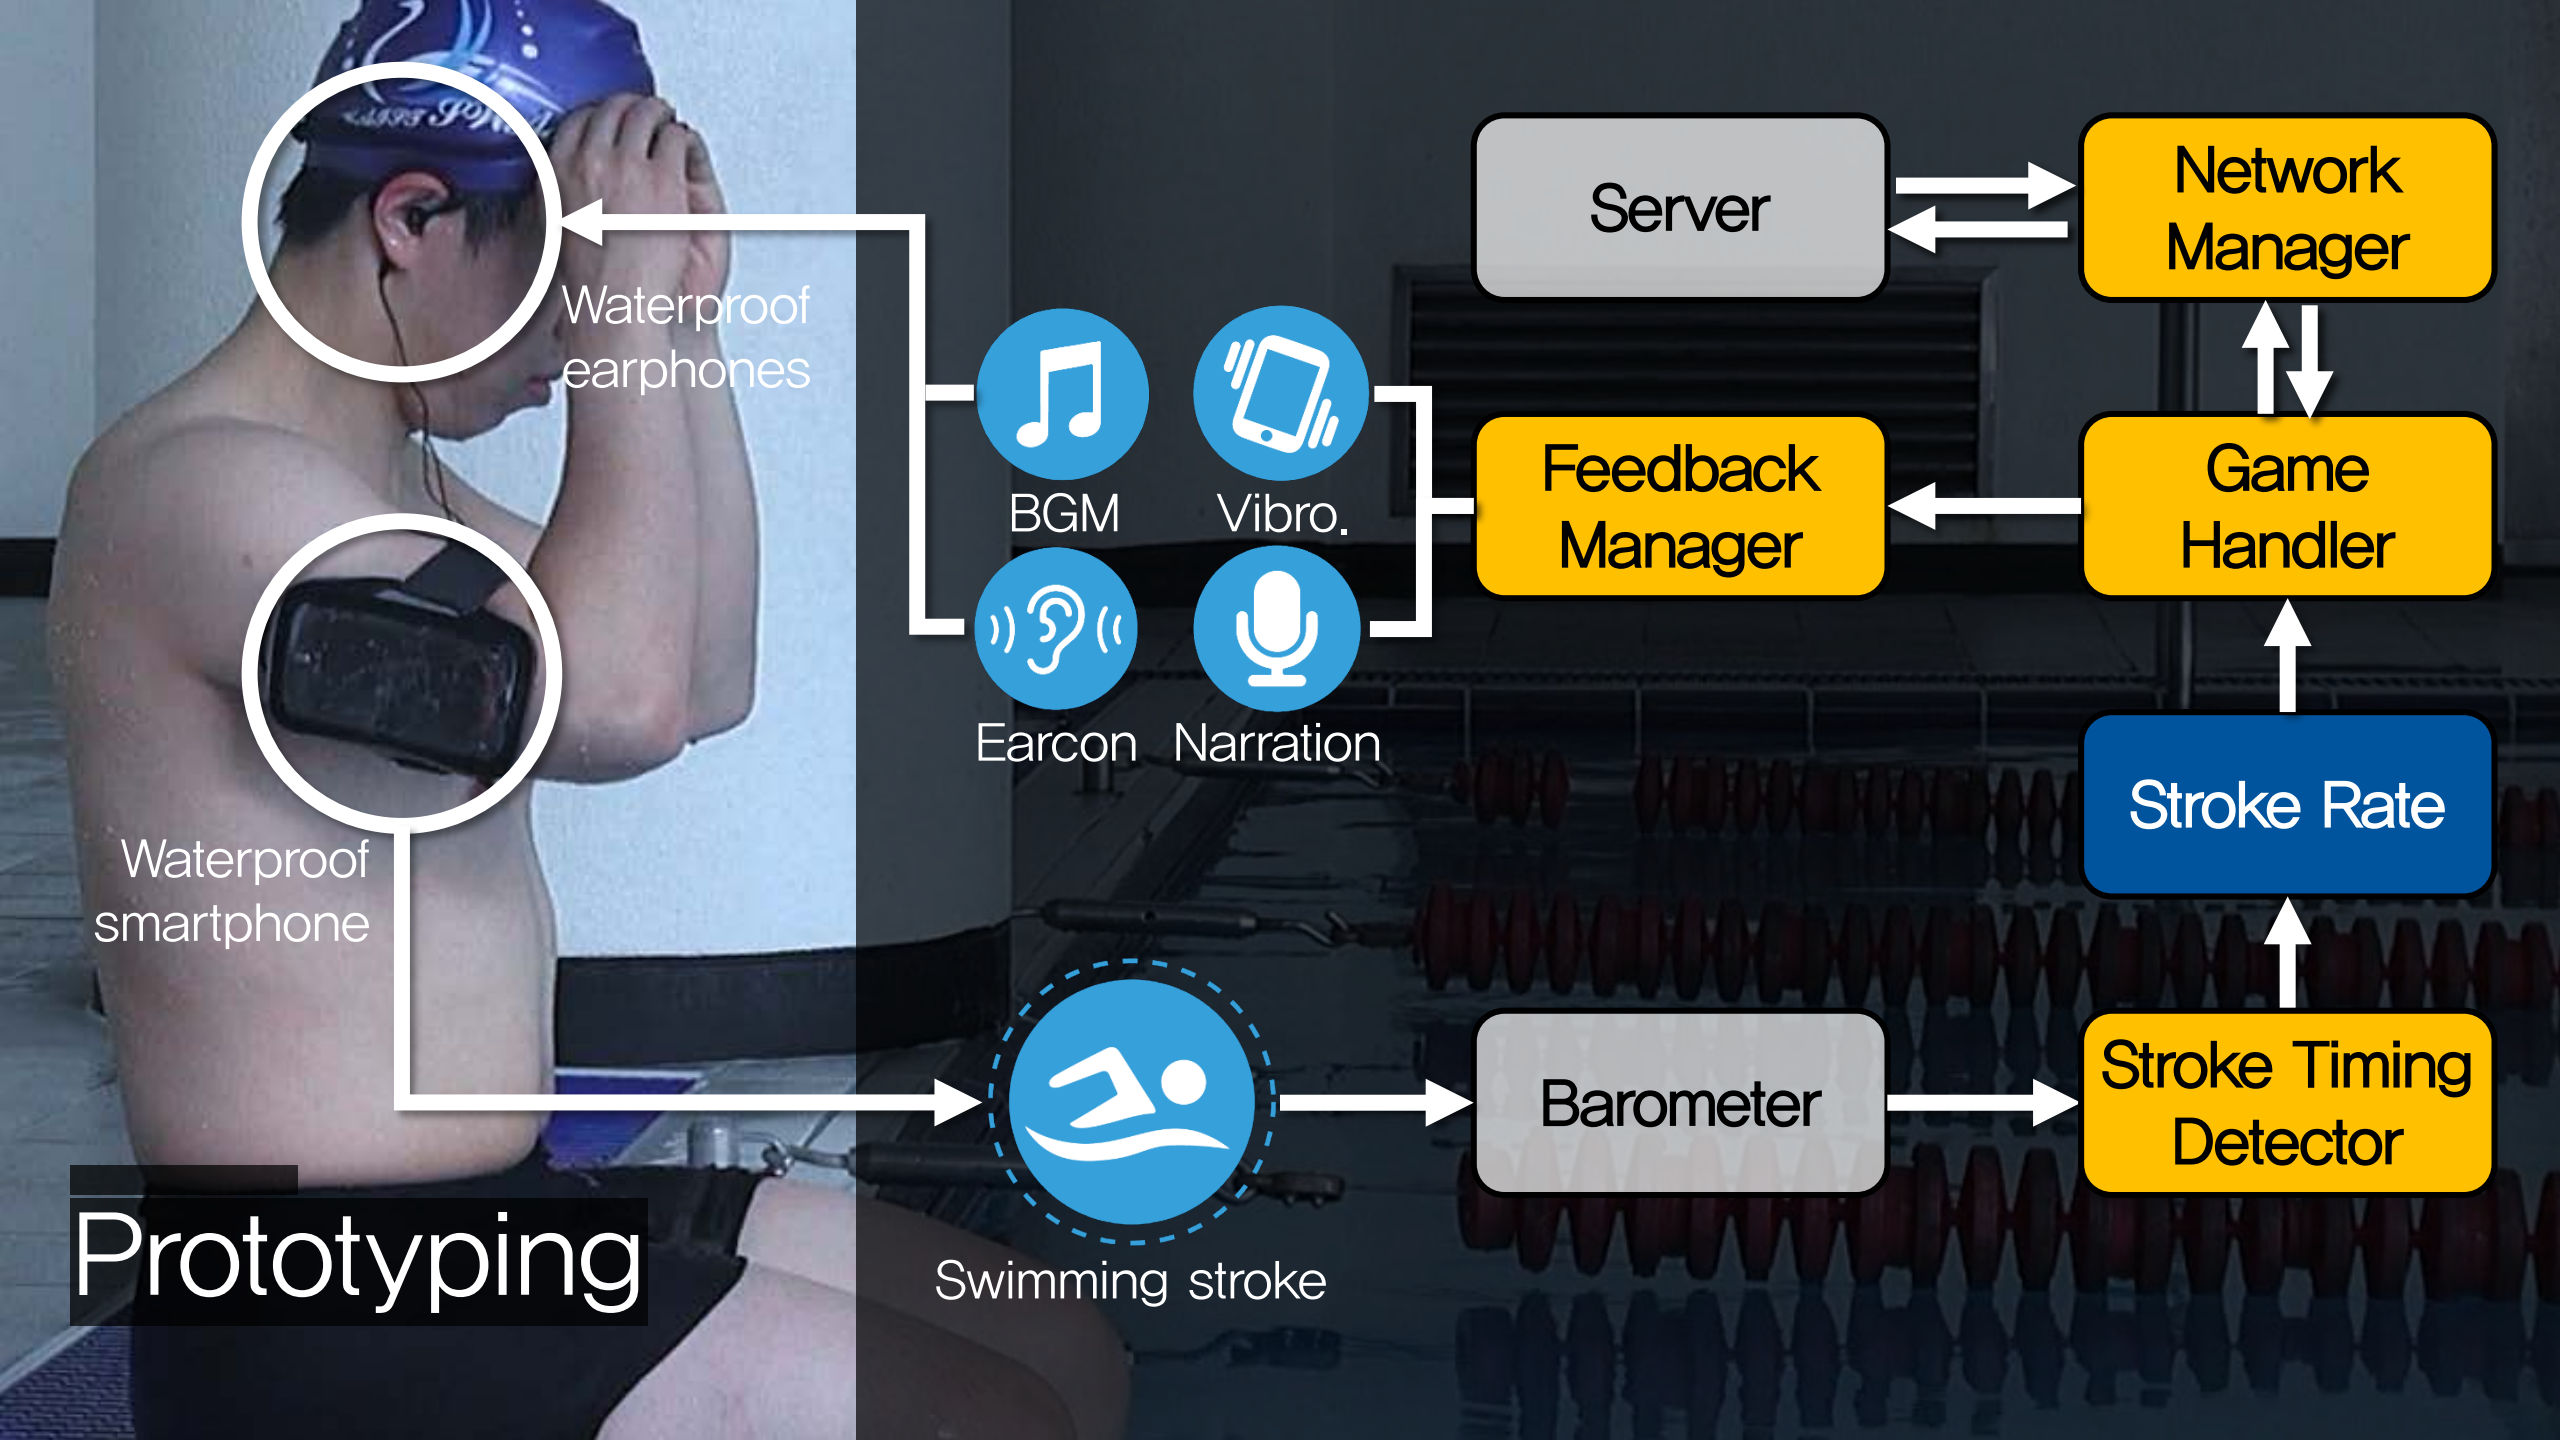 Waterproof
earphones
Waterproof
smartphone
Prototyping
BGM
Vibro.
Earcon
Narration
Swimming stroke
Server
Network
Manager
Feedback
Manager
Game
Handler
Stroke Rate
Barometer
Stroke Timing
Detector